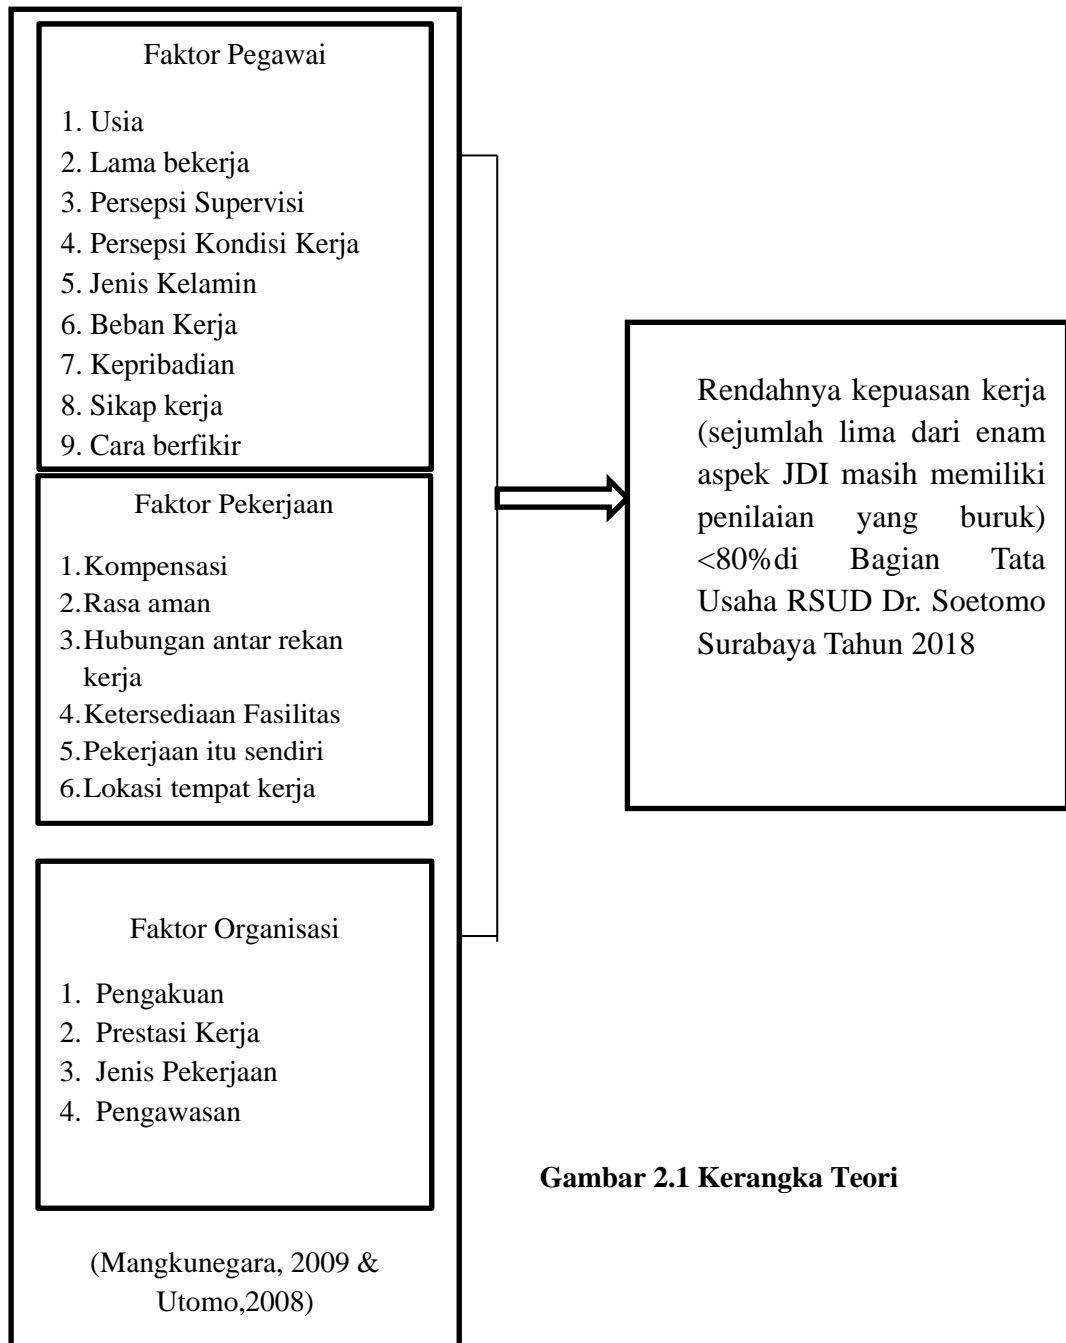 Faktor Pegawai
1. Usia
2. Lama bekerja
3. Persepsi Supervisi
4. Persepsi Kondisi Kerja
5. Jenis Kelamin
6. Beban Kerja
7. Kepribadian
8. Sikap kerja
9. Cara berfikir
Faktor Pekerjaan
1.Kompensasi
2.Rasa aman
3.Hubungan antar rekan
kerja
4.Ketersediaan Fasilitas
5.Pekerjaan itu sendiri
6.Lokasi tempat kerja
Faktor Organisasi
1. Pengakuan
2. Prestasi Kerja
3. Jenis Pekerjaan
4. Pengawasan
(Mangkunegara, 2009 &
Utomo,2008)
Rendahnya kepuasan kerja
(sejumlah lima dari enam
aspek JDI masih memiliki
penilaian yang buruk)
<80%di Bagian Tata
Usaha RSUD Dr. Soetomo
Surabaya Tahun 2018
Gambar 2.1 Kerangka Teori